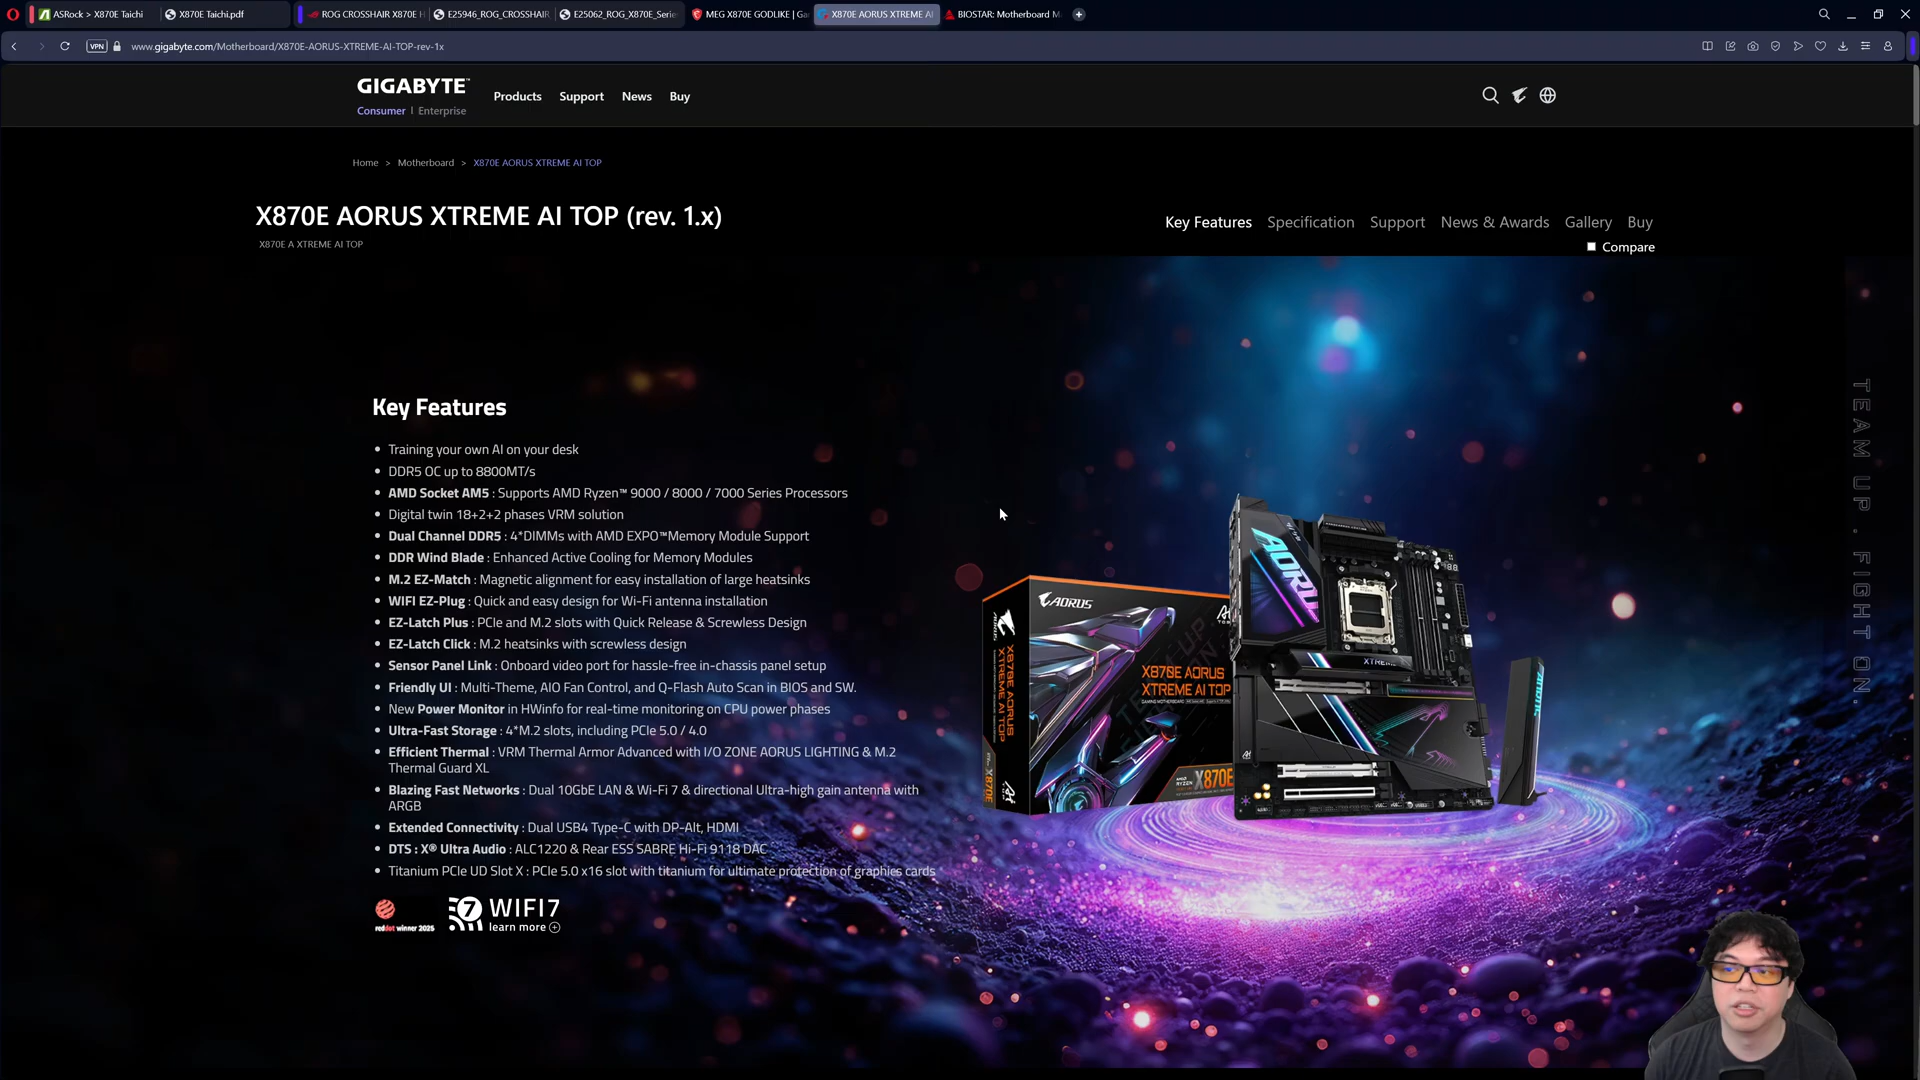 ASRock > X870E Taichi
X870E Taichi.pdf
ROG CROSSHAIR X870E H
E25946_ROG_CROSSHAIR
E25062_ROG_X870E_Serie
MEG X870E GODLIKE | Ga
X870E AORUS XTREME AI
BIOSTAR: Motherboard M
VPN
www.gigabyte.com/Motherboard/X870E-AORUS-XTREME-AI-TOP-rev-1x
GIGABYTE™
Products
Support
News
Buy
Consumer | Enterprise
Home > Motherboard > X870E AORUS XTREME AI TOP
X870E AORUS XTREME AI TOP (rev. 1.x)
X870E A XTREME AI TOP
Key Features
Specification
Support
News & Awards
Gallery
Buy
Compare
Key Features
Training your own AI on your desk
DDR5 OC up to 8800MT/s
AMD Socket AM5 : Supports AMD Ryzen™ 9000 / 8000 / 7000 Series Processors
Digital twin 18+2+2 phases VRM solution
Dual Channel DDR5 : 4*DIMMs with AMD EXPO™Memory Module Support
DDR Wind Blade : Enhanced Active Cooling for Memory Modules
M.2 EZ-Match : Magnetic alignment for easy installation of large heatsinks
WIFI EZ-Plug : Quick and easy design for Wi-Fi antenna installation
EZ-Latch Plus : PCIe and M.2 slots with Quick Release & Screwless Design
EZ-Latch Click : M.2 heatsinks with screwless design
Sensor Panel Link : Onboard video port for hassle-free in-chassis panel setup
Friendly UI : Multi-Theme, AIO Fan Control, and Q-Flash Auto Scan in BIOS and SW.
New Power Monitor in HWinfo for real-time monitoring on CPU power phases
Ultra-Fast Storage : 4*M.2 slots, including PCIe 5.0 / 4.0
Efficient Thermal : VRM Thermal Armor Advanced with I/O ZONE AORUS LIGHTING & M.2
Thermal Guard XL
Blazing Fast Networks : Dual 10GbE LAN & Wi-Fi 7 & directional Ultra-high gain antenna with
ARGB
Extended Connectivity : Dual USB4 Type-C with DP-Alt, HDMI
DTS : X® Ultra Audio : ALC1220 & Rear ESS SABRE Hi-Fi 9118 DAC
Titanium PCIe UD Slot X : PCIe 5.0 x16 slot with titanium for ultimate protection of graphics cards
reddot winner 2025
7 WIFI7
learn more
AORUS
X870E AORUS
XTREME AI TOP
X870E
X870E AORUS
XTREME AI TOP
X870E
AORU
XTREME
TEAM UP. FIGHT ON.